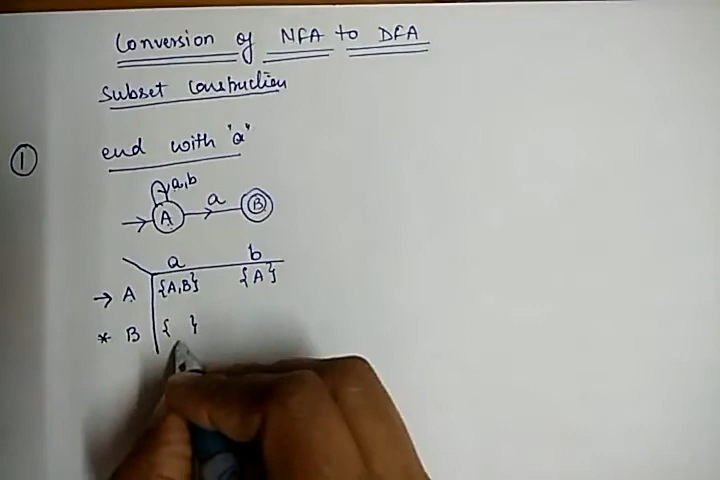 Conversion of NFA to DFA
Subset Construction
① end with "a"
a,b
→ A a B
a b
→ A {A,B} {A}
* B { }